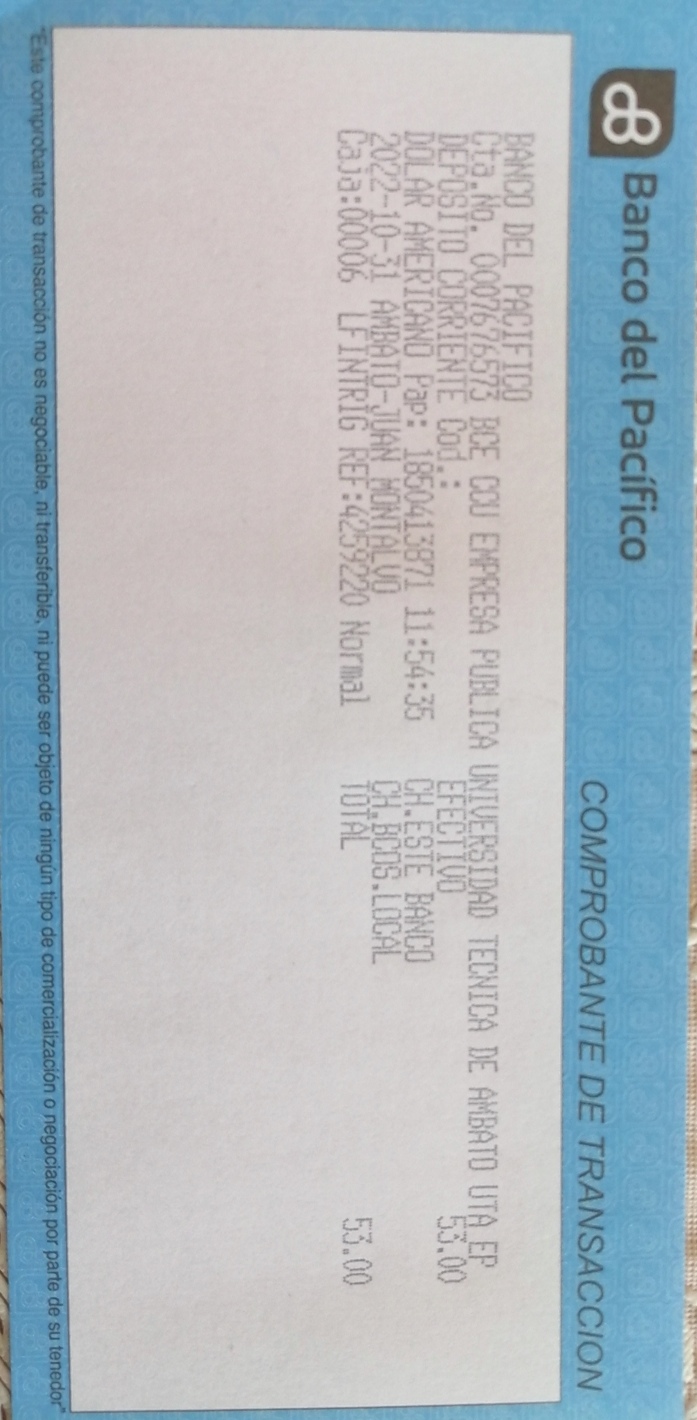 Banco del Pacífico
COMPROBANTE DE TRANSACCION
BANCO DEL PACIFICO
Cta.No. 0007676573 BCE CCU EMPRESA PUBLICA UNIVERSIDAD TECNICA DE AMBATO UTA EP
DEPOSITO CORRIENTE Cod.: EFECTIVO 53.00
DOLAR AMERICANO Pap: 1850413871 11:54:35 CH.ESTE BANCO
2022-10-31 AMBATO-JUAN MONTALVO CH.BCOS.LOCAL
Caja:00006 LFINTRIG REF:4259220 Normal TOTAL 53.00
"Este comprobante de transacción no es negociable, ni transferible, ni puede ser objeto de ningún tipo de comercialización o negociación por parte de su tenedor"